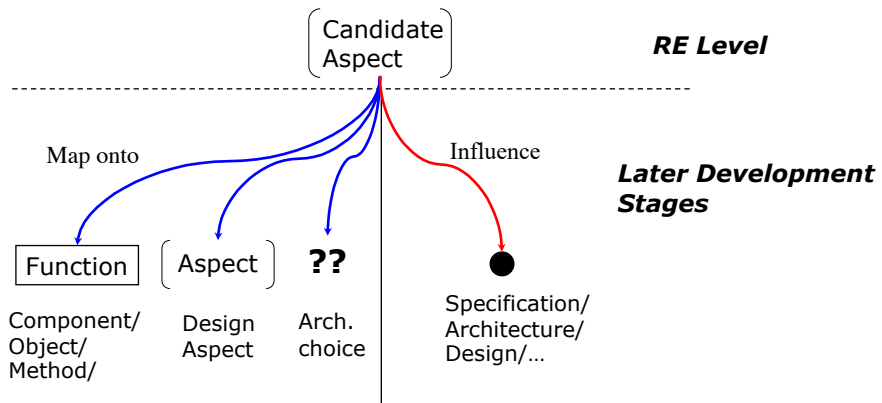 Candidate
Aspect
RE Level
Map onto
Influence
Later Development
Stages
Function
Aspect
??
Component/
Object/
Method/
Design
Aspect
Arch.
choice
Specification/
Architecture/
Design/...